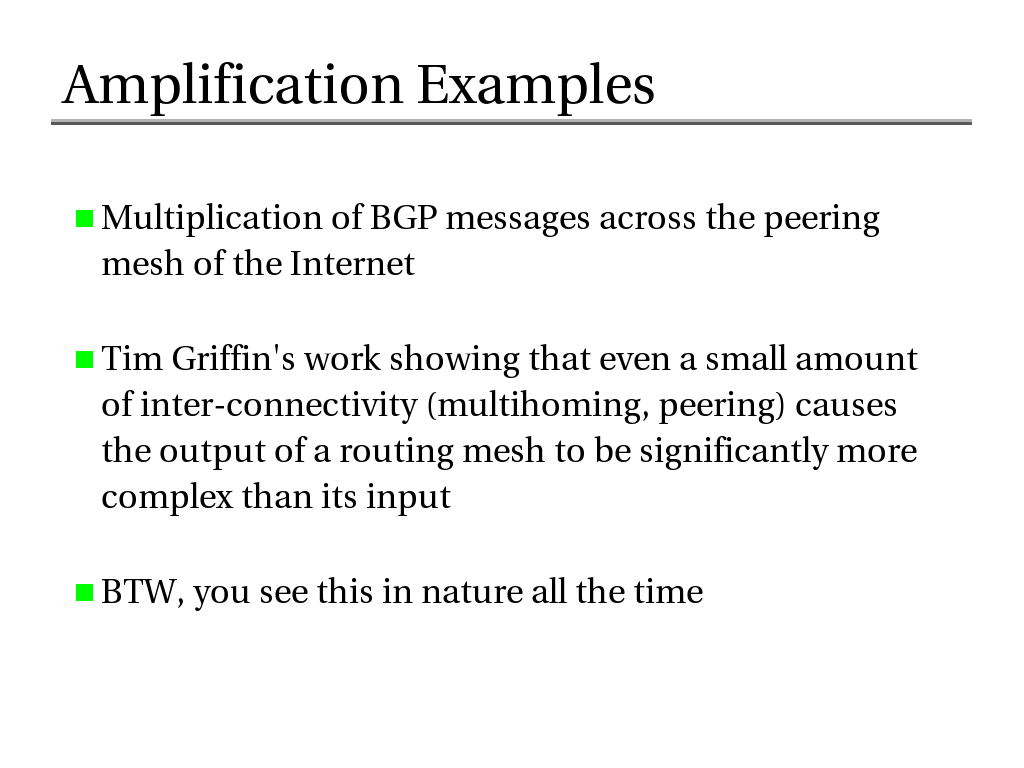 Amplification Examples
Multiplication of BGP messages across the peering
mesh of the Internet
Tim Griffin's work showing that even a small amount
of inter-connectivity (multihoming, peering) causes
the output of a routing mesh to be significantly more
complex than its input
BTW, you see this in nature all the time